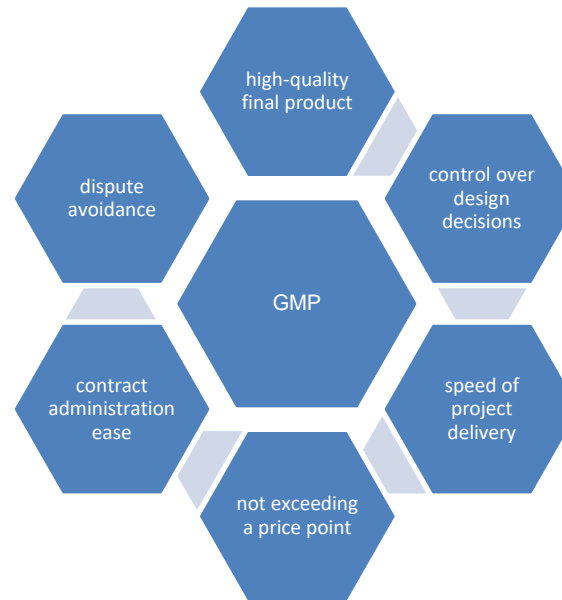 high-quality
final product
dispute
avoidance
control over
design
decisions
GMP
contract
administration
ease
speed of
project
delivery
not exceeding
a price point